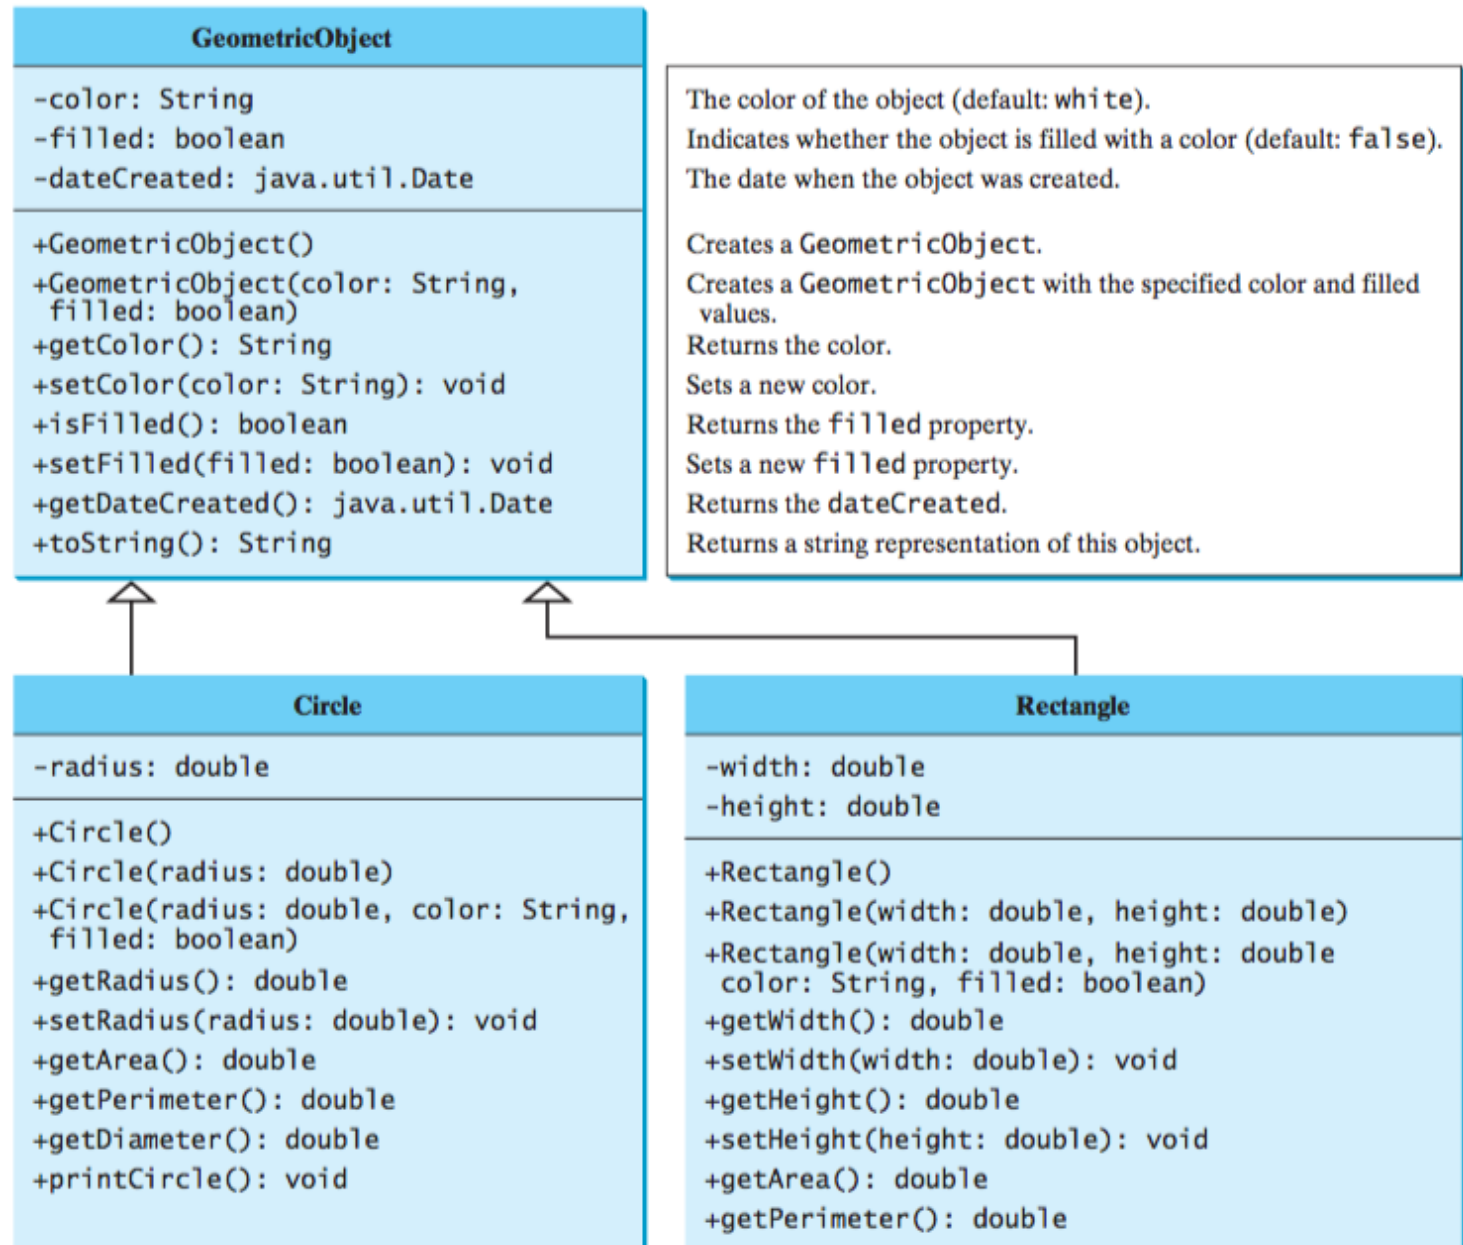 GeometricObject
-color: String
-filled: boolean
-dateCreated: java.util.Date
+GeometricObject()
+GeometricObject(color: String,
filled: boolean)
+getColor(): String
+setColor(color: String): void
+isFilled(): boolean
+setFilled(filled: boolean): void
+getDateCreated(): java.util.Date
+toString(): String
The color of the object (default: white).
Indicates whether the object is filled with a color (default: false).
The date when the object was created.
Creates a GeometricObject.
Creates a GeometricObject with the specified color and filled
values.
Returns the color.
Sets a new color.
Returns the filled property.
Sets a new filled property.
Returns the dateCreated.
Returns a string representation of this object.
Circle
-radius: double
+Circle()
+Circle(radius: double)
+Circle(radius: double, color: String,
filled: boolean)
+getRadius(): double
+setRadius(radius: double): void
+getArea(): double
+getPerimeter(): double
+getDiameter(): double
+printCircle(): void
Rectangle
-width: double
-height: double
+Rectangle()
+Rectangle(width: double, height: double)
+Rectangle(width: double, height: double
color: String, filled: boolean)
+getWidth(): double
+setWidth(width: double): void
+getHeight(): double
+setHeight(height: double): void
+getArea(): double
+getPerimeter(): double